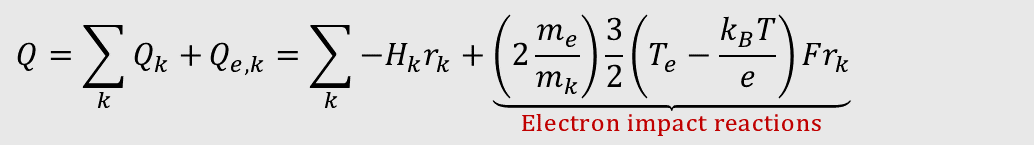 Q = ∑_k Q_k + Q_{e,k} = ∑_k −H_k r_k + (2 m_e/m_k) 3/2 (T_e − k_B T/e) F r_k
Electron impact reactions